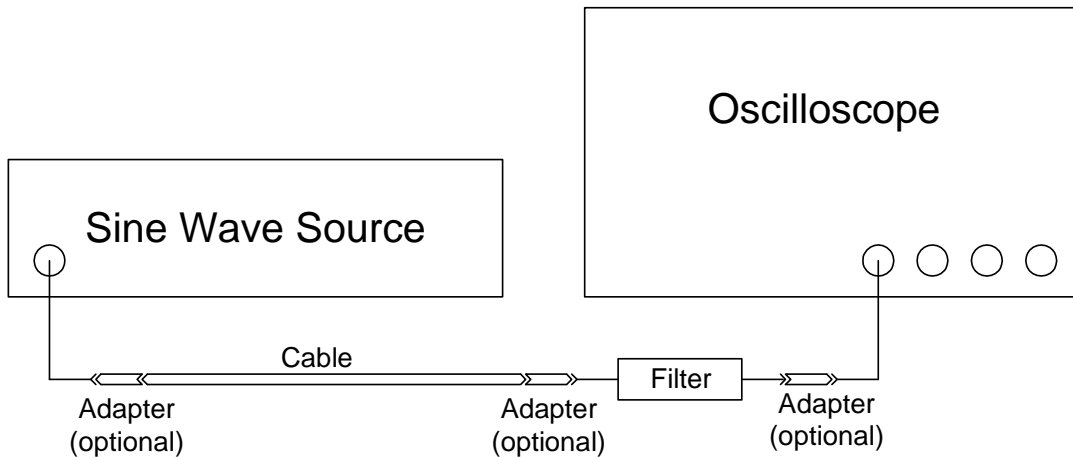 Oscilloscope
Sine Wave Source
Cable
Filter
Adapter
(optional)
Adapter
(optional)
Adapter
(optional)